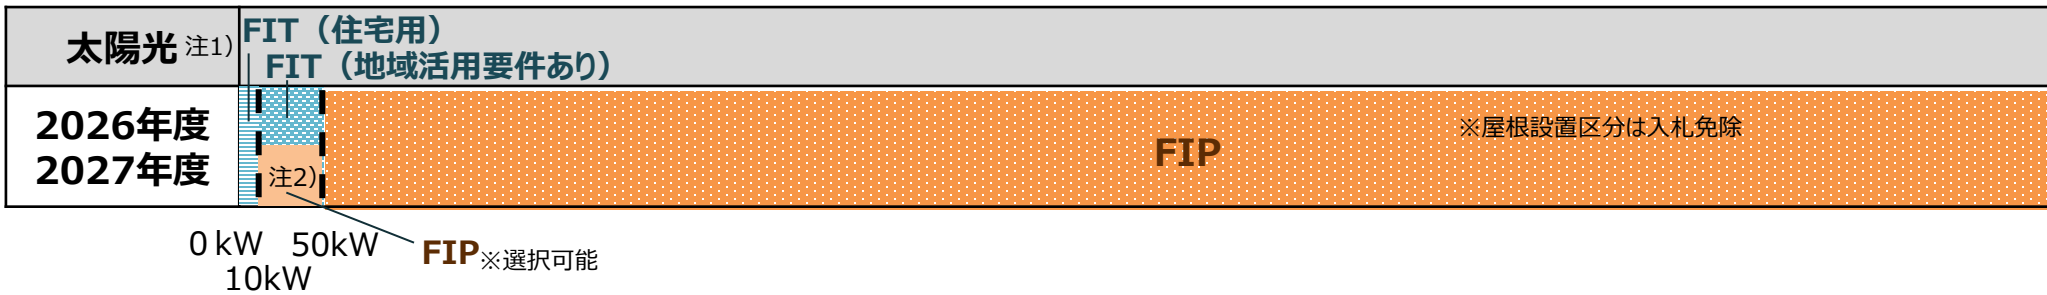 太陽光 注1)
FIT（住宅用）
FIT（地域活用要件あり）
2026年度
2027年度
注2)
FIP
※屋根設置区分は入札免除
0 kW
50kW
10kW
FIP※選択可能